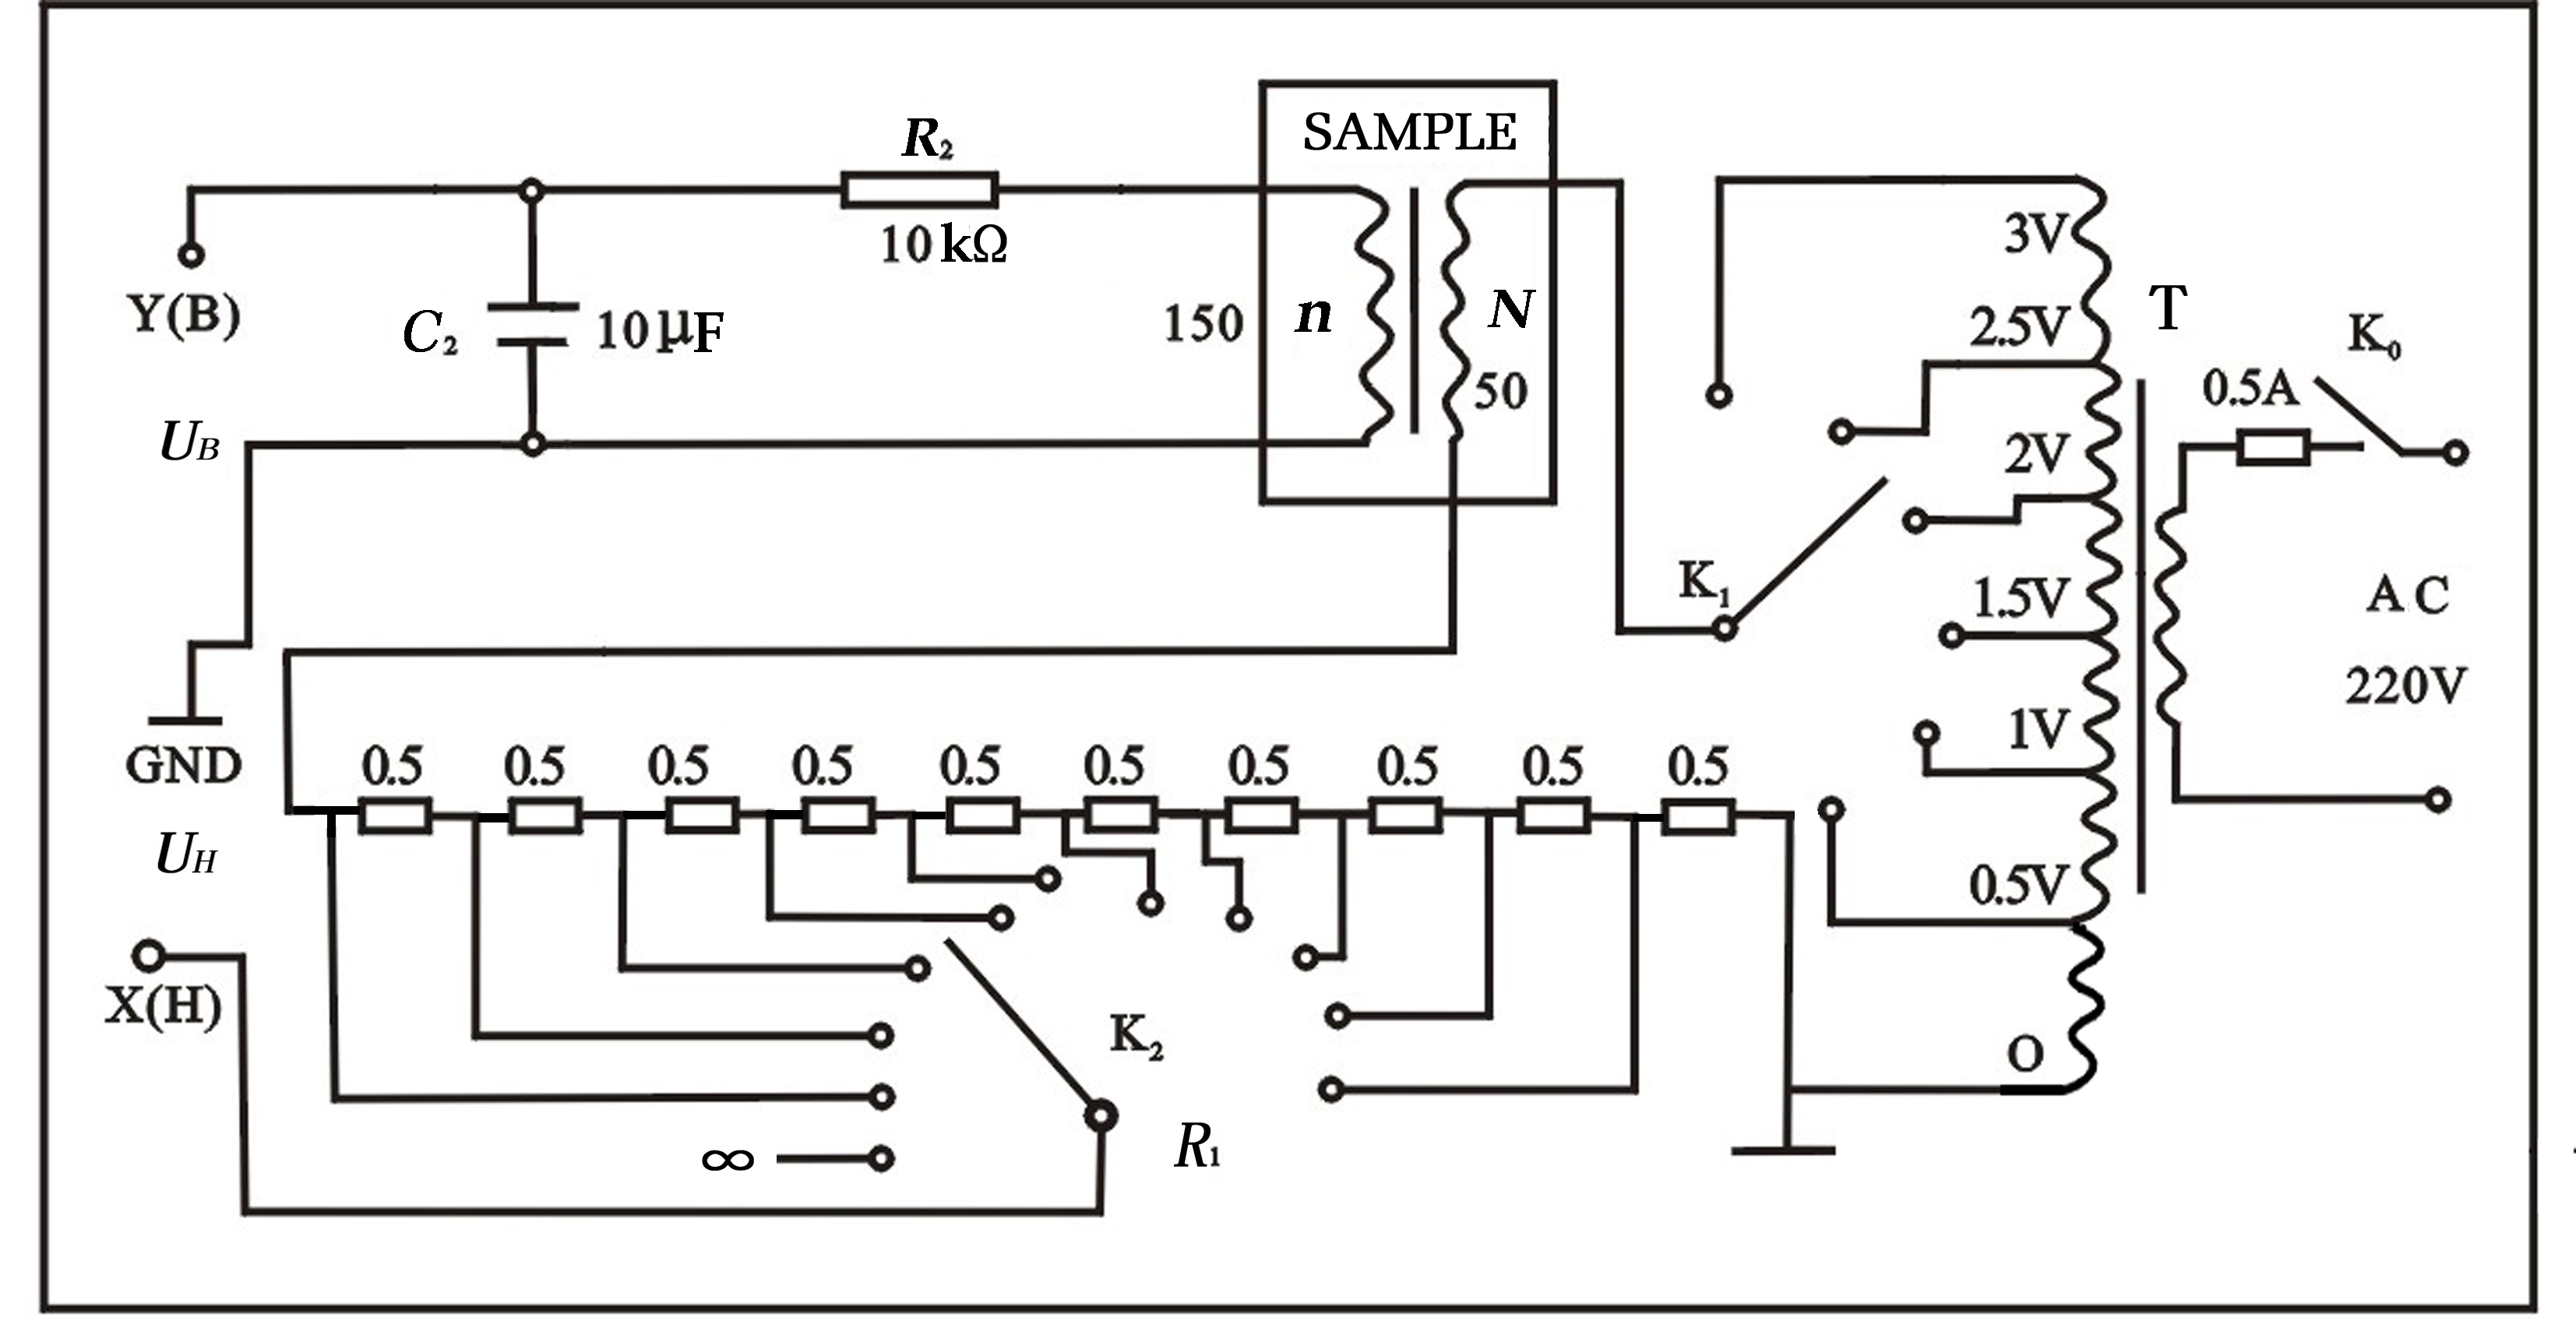 SAMPLE
R₂
10 kΩ
Y(B)
C₂
10 μF
150
n
N
50
3V
2.5V
2V
1.5V
1V
0.5V
O
T
K₀
0.5A
A C
220V
K₁
U_B
GND
0.5 0.5 0.5 0.5 0.5 0.5 0.5 0.5 0.5 0.5
U_H
X(H)
K₂
R₁
∞